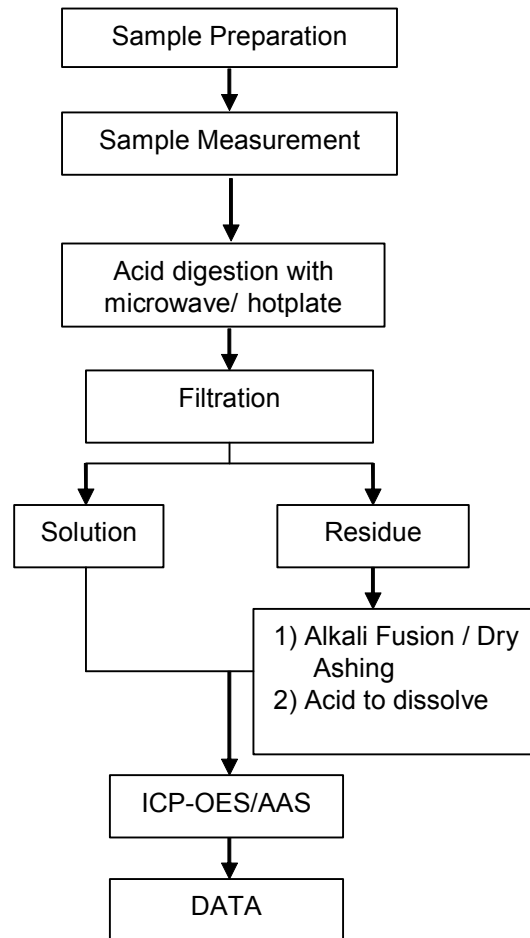 Sample Preparation
Sample Measurement
Acid digestion with
microwave/ hotplate
Filtration
Solution
Residue
1) Alkali Fusion / Dry
Ashing
2) Acid to dissolve
ICP-OES/AAS
DATA